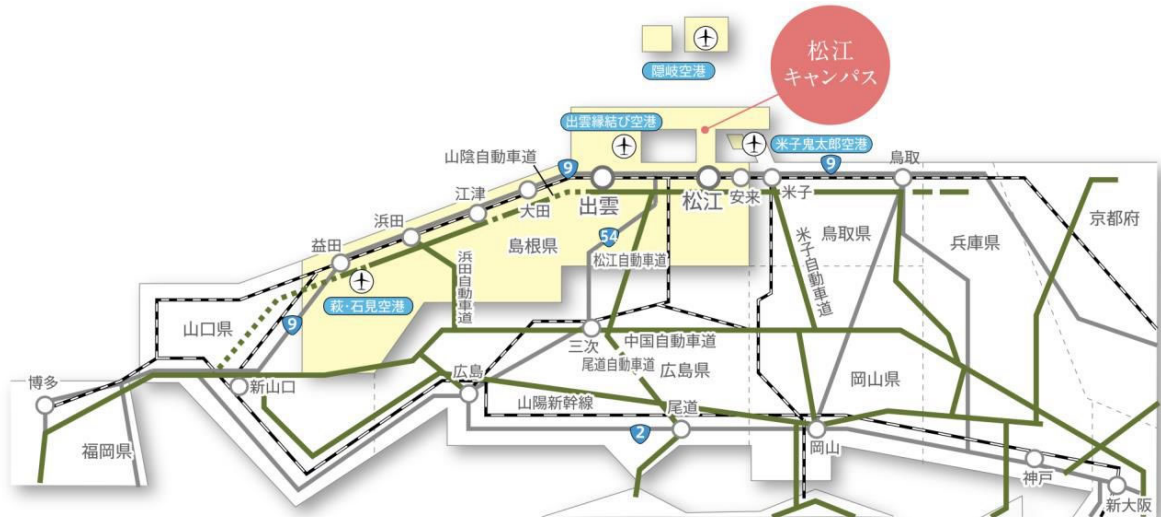 松江
キャンパス
隠岐空港
出雲縁結び空港
米子鬼太郎空港
山陰自動車道
9
9
鳥取
江津
大田
出雲
松江
安来
米子
浜田
益田
島根県
54
松江自動車道
浜田自動車道
米子自動車道
鳥取県
兵庫県
京都府
萩・石見空港
9
山口県
三次
中国自動車道
尾道自動車道
広島県
岡山県
博多
新山口
広島
山陽新幹線
尾道
2
岡山
福岡県
神戸
新大阪